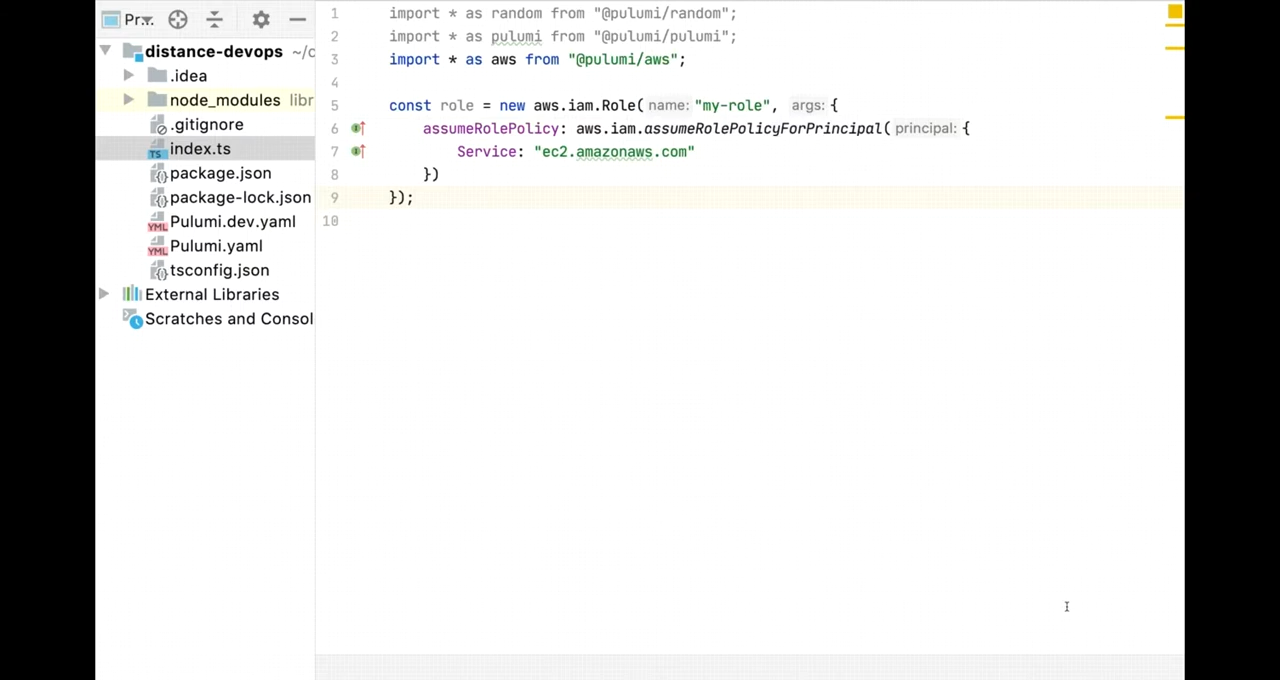 Pr...
distance-devops ~/c
.idea
node_modules libr
.gitignore
index.ts
package.json
package-lock.json
Pulumi.dev.yaml
Pulumi.yaml
tsconfig.json
External Libraries
Scratches and Consol
1 import * as random from "@pulumi/random";
2 import * as pulumi from "@pulumi/pulumi";
3 import * as aws from "@pulumi/aws";
4
5 const role = new aws.iam.Role( name: "my-role", args: {
6 assumeRolePolicy: aws.iam.assumeRolePolicyForPrincipal( principal: {
7 Service: "ec2.amazonaws.com"
8 })
9 });
10